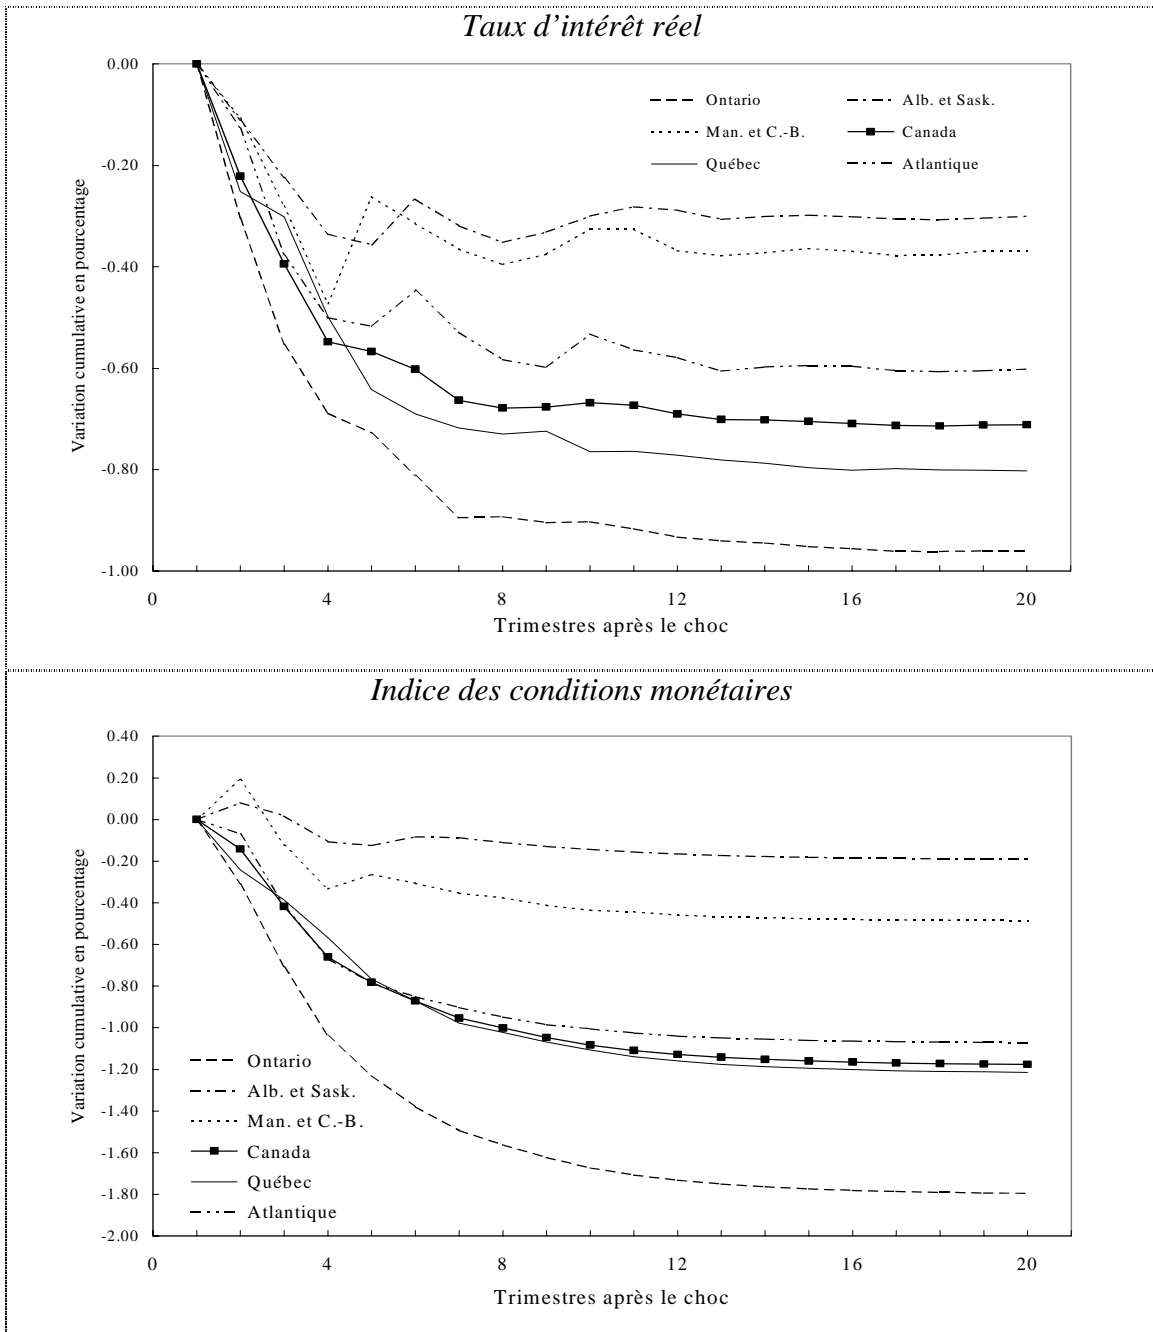 Taux d'intérêt réel
0.00
-0.20
-0.40
-0.60
-0.80
-1.00
Variation cumulative en pourcentage
Ontario
Alb. et Sask.
Man. et C.-B.
Canada
Québec
Atlantique
0 4 8 12 16 20
Trimestres après le choc
Indice des conditions monétaires
0.40
0.20
0.00
-0.20
-0.40
-0.60
-0.80
-1.00
-1.20
-1.40
-1.60
-1.80
-2.00
Variation cumulative en pourcentage
Ontario
Alb. et Sask.
Man. et C.-B.
Canada
Québec
Atlantique
0 4 8 12 16 20
Trimestres après le choc